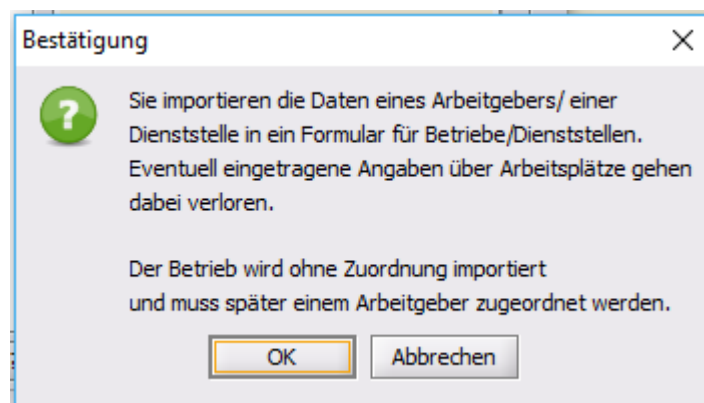 Bestätigung
Sie importieren die Daten eines Arbeitgebers/ einer
Dienststelle in ein Formular für Betriebe/Dienststellen.
Eventuell eingetragene Angaben über Arbeitsplätze gehen
dabei verloren.
Der Betrieb wird ohne Zuordnung importiert
und muss später einem Arbeitgeber zugeordnet werden.
OK
Abbrechen